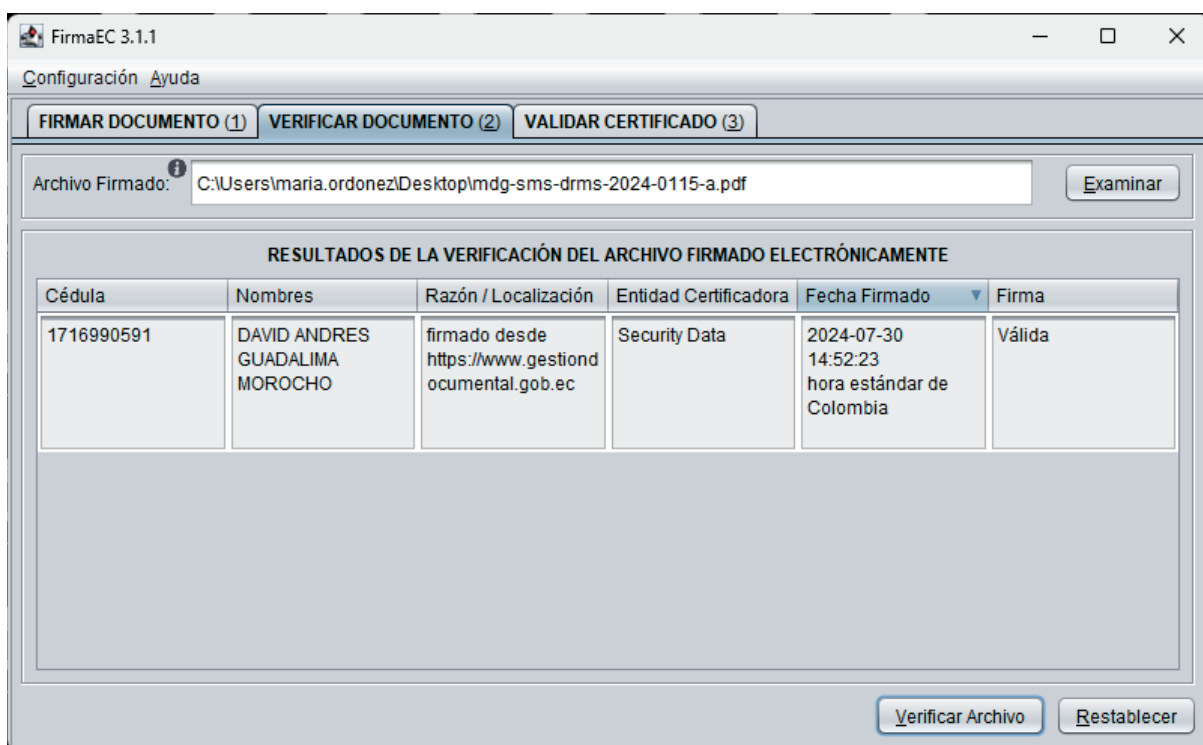 FirmaEC 3.1.1
Configuración Ayuda
FIRMAR DOCUMENTO (1) VERIFICAR DOCUMENTO (2) VALIDAR CERTIFICADO (3)
Archivo Firmado: C:\Users\maria.ordonez\Desktop\mdg-sms-drms-2024-0115-a.pdf Examinar
RESULTADOS DE LA VERIFICACIÓN DEL ARCHIVO FIRMADO ELECTRÓNICAMENTE
Cédula Nombres Razón / Localización Entidad Certificadora Fecha Firmado Firma
1716990591 DAVID ANDRES firmado desde Security Data 2024-07-30 Válida
GUADALIMA https://www.gestiond 14:52:23
MOROCHO ocumental.gob.ec hora estándar de
Colombia
Verificar Archivo Restablecer